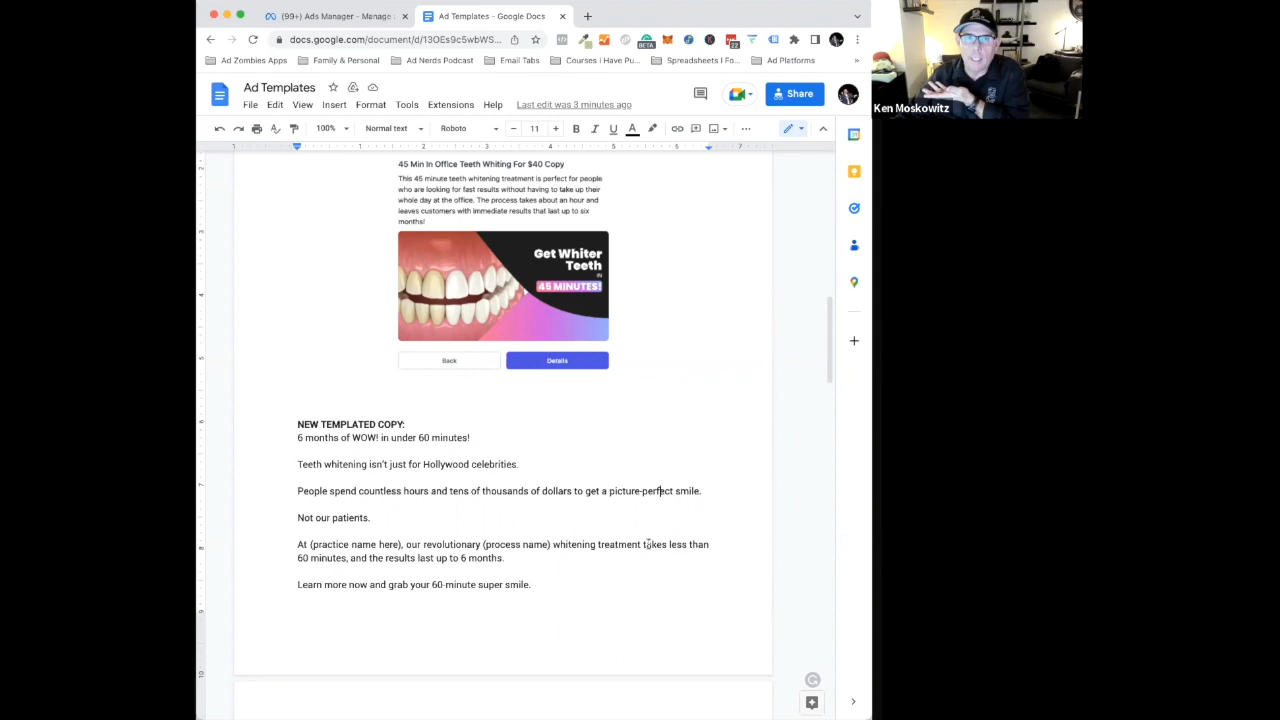 (99+) Ads Manager - Manage
Ad Templates - Google Docs
docs.google.com/document/d/13OEs9c5wbWS...
BETA
22
Ad Zombies Apps
Family & Personal
Ad Nerds Podcast
Email Tabs
Courses I Have Pu...
Spreadsheets I Fo...
Ad Platforms
Ad Templates
File Edit View Insert Format Tools Extensions Help Last edit was 3 minutes ago
Share
100% Normal text Roboto 11 B I U A
45 Min In Office Teeth Whiting For $40 Copy
This 45 minute teeth whitening treatment is perfect for people
who are looking for fast results without having to take up their
whole day at the office. The process takes about an hour and
leaves customers with immediate results that last up to six
months!
Get Whiter
Teeth
IN
45 MINUTES!
Back
Details
NEW TEMPLATED COPY:
6 months of WOW! in under 60 minutes!
Teeth whitening isn't just for Hollywood celebrities.
People spend countless hours and tens of thousands of dollars to get a picture-perfect smile.
Not our patients.
At (practice name here), our revolutionary (process name) whitening treatment takes less than
60 minutes, and the results last up to 6 months.
Learn more now and grab your 60-minute super smile.
Ken Moskowitz